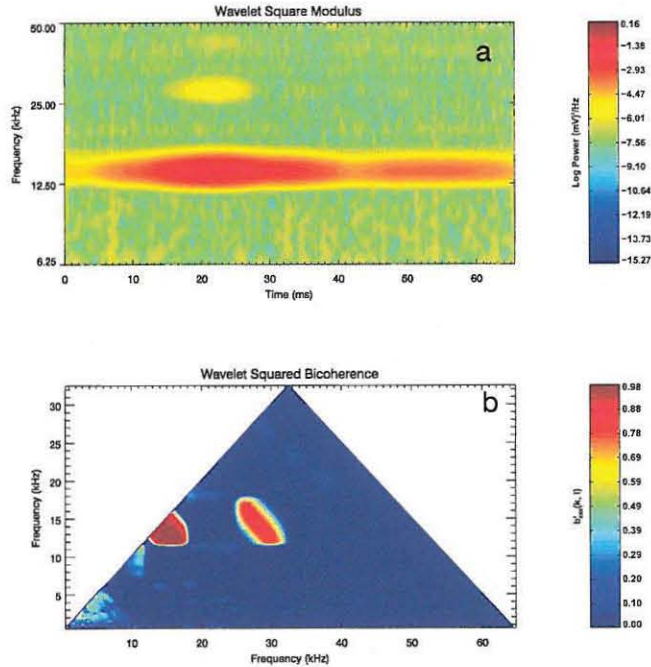 Wavelet Square Modulus
a
50.00
25.00
12.50
6.25
Frequency (kHz)
0 10 20 30 40 50 60
Time (ms)
0.16
−1.38
−2.92
−4.47
−6.01
−7.56
−9.10
−10.64
−12.19
−13.73
−15.27
Log Power (mV)²/Hz
Wavelet Squared Bicoherence
b
30
25
20
15
10
5
Frequency (kHz)
10 20 30 40 50 60
Frequency (kHz)
0.98
0.88
0.78
0.69
0.59
0.49
0.39
0.29
0.20
0.10
0.00